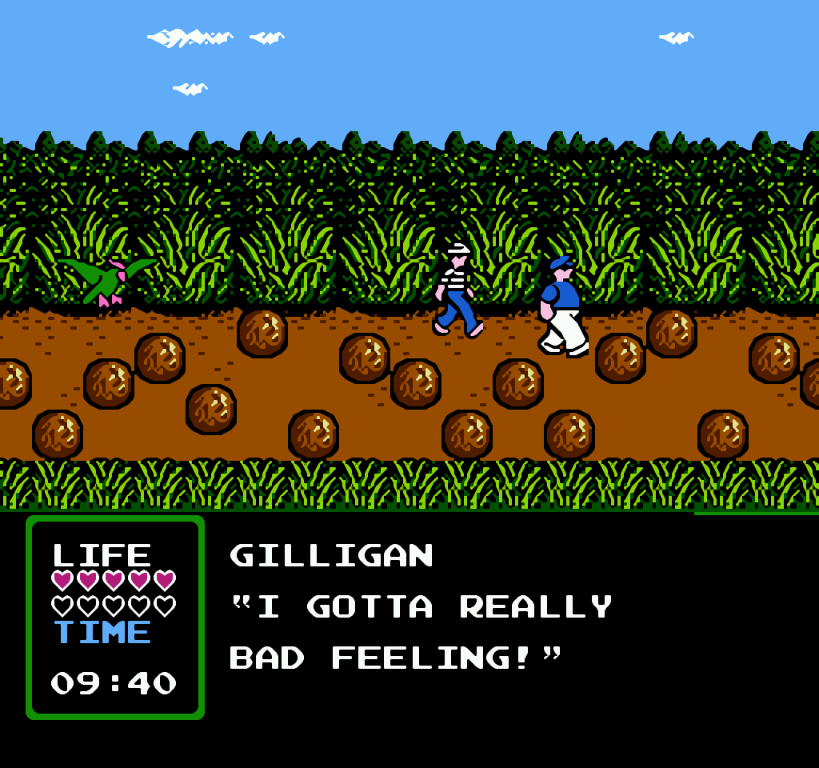 LIFE
TIME
09:40
GILLIGAN
"I GOTTA REALLY
BAD FEELING!"